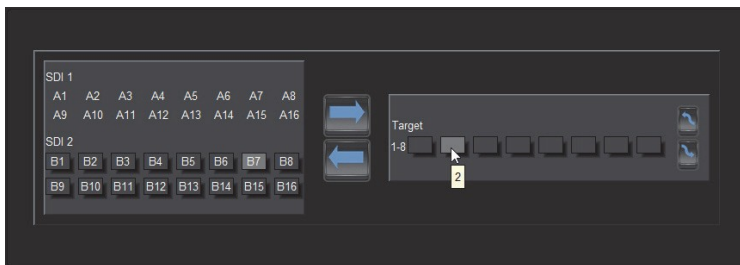 SDI 1
A1 A2 A3 A4 A5 A6 A7 A8
A9 A10 A11 A12 A13 A14 A15 A16
SDI 2
B1 B2 B3 B4 B5 B6 B7 B8
B9 B10 B11 B12 B13 B14 B15 B16
Target
1-8
2